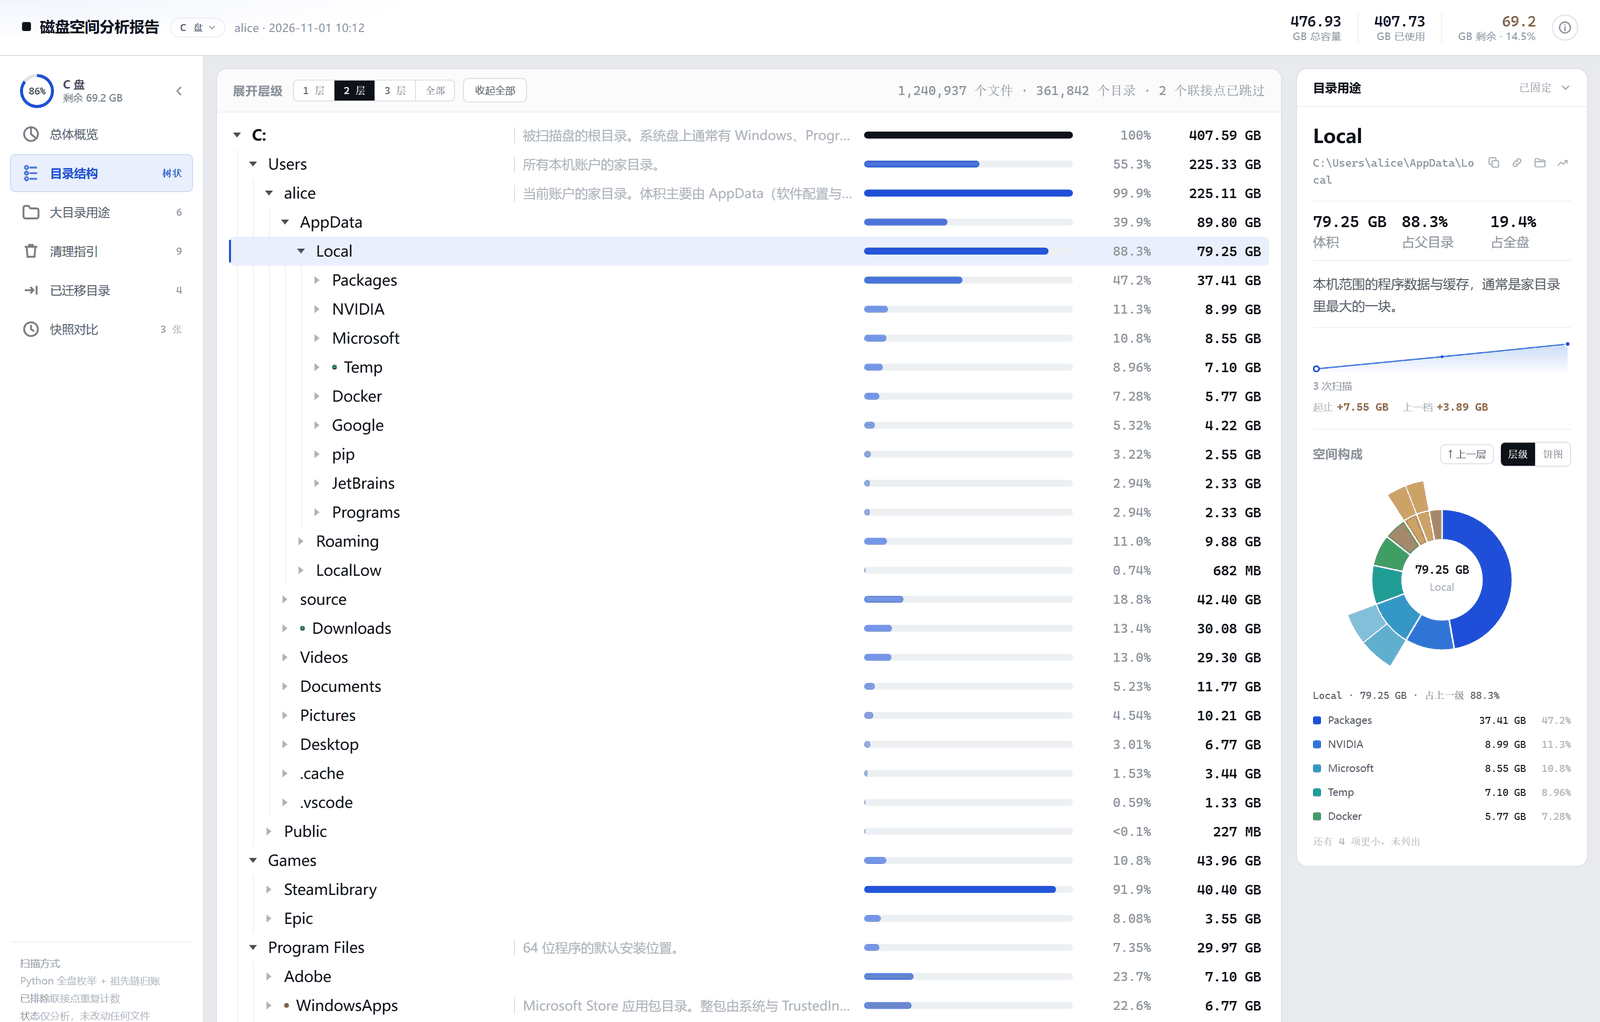 磁盘空间分析报告
C 盘
alice · 2026-11-01 10:12
476.93
GB 总容量
407.73
GB 已使用
69.2
GB 剩余 · 14.5%
86%
C 盘
剩余 69.2 GB
总体概览
目录结构 树状
大目录用途 6
清理指引 9
已迁移目录 4
快照对比 3 张
扫描方式
Python 全盘枚举 + 祖先链归账
已排除联接点重复计数
状态仅分析，未改动任何文件
展开层级 1 层 2 层 3 层 全部 收起全部
1,240,937 个文件 · 361,842 个目录 · 2 个联接点已跳过
C: 被扫描盘的根目录。系统盘上通常有 Windows、Progr... 100% 407.59 GB
Users 所有本机账户的家目录。 55.3% 225.33 GB
alice 当前账户的家目录。体积主要由 AppData（软件配置与... 99.9% 225.11 GB
AppData 39.9% 89.80 GB
Local 88.3% 79.25 GB
Packages 47.2% 37.41 GB
NVIDIA 11.3% 8.99 GB
Microsoft 10.8% 8.55 GB
Temp 8.96% 7.10 GB
Docker 7.28% 5.77 GB
Google 5.32% 4.22 GB
pip 3.22% 2.55 GB
JetBrains 2.94% 2.33 GB
Programs 2.94% 2.33 GB
Roaming 11.0% 9.88 GB
LocalLow 0.74% 682 MB
source 18.8% 42.40 GB
Downloads 13.4% 30.08 GB
Videos 13.0% 29.30 GB
Documents 5.23% 11.77 GB
Pictures 4.54% 10.21 GB
Desktop 3.01% 6.77 GB
.cache 1.53% 3.44 GB
.vscode 0.59% 1.33 GB
Public <0.1% 227 MB
Games 10.8% 43.96 GB
SteamLibrary 91.9% 40.40 GB
Epic 8.08% 3.55 GB
Program Files 64 位程序的默认安装位置。 7.35% 29.97 GB
Adobe 23.7% 7.10 GB
WindowsApps Microsoft Store 应用包目录。整包由系统与 TrustedIn... 22.6% 6.77 GB
目录用途 已固定
Local
C:\Users\alice\AppData\Lo
cal
79.25 GB 88.3% 19.4%
体积 占父目录 占全盘
本机范围的程序数据与缓存，通常是家目录
里最大的一块。
3 次扫描
起止 +7.55 GB 上一档 +3.89 GB
空间构成 ↑上一层 层级 饼图
79.25 GB
Local
Local · 79.25 GB · 占上一级 88.3%
Packages 37.41 GB 47.2%
NVIDIA 8.99 GB 11.3%
Microsoft 8.55 GB 10.8%
Temp 7.10 GB 8.96%
Docker 5.77 GB 7.28%
还有 4 项更小，未列出